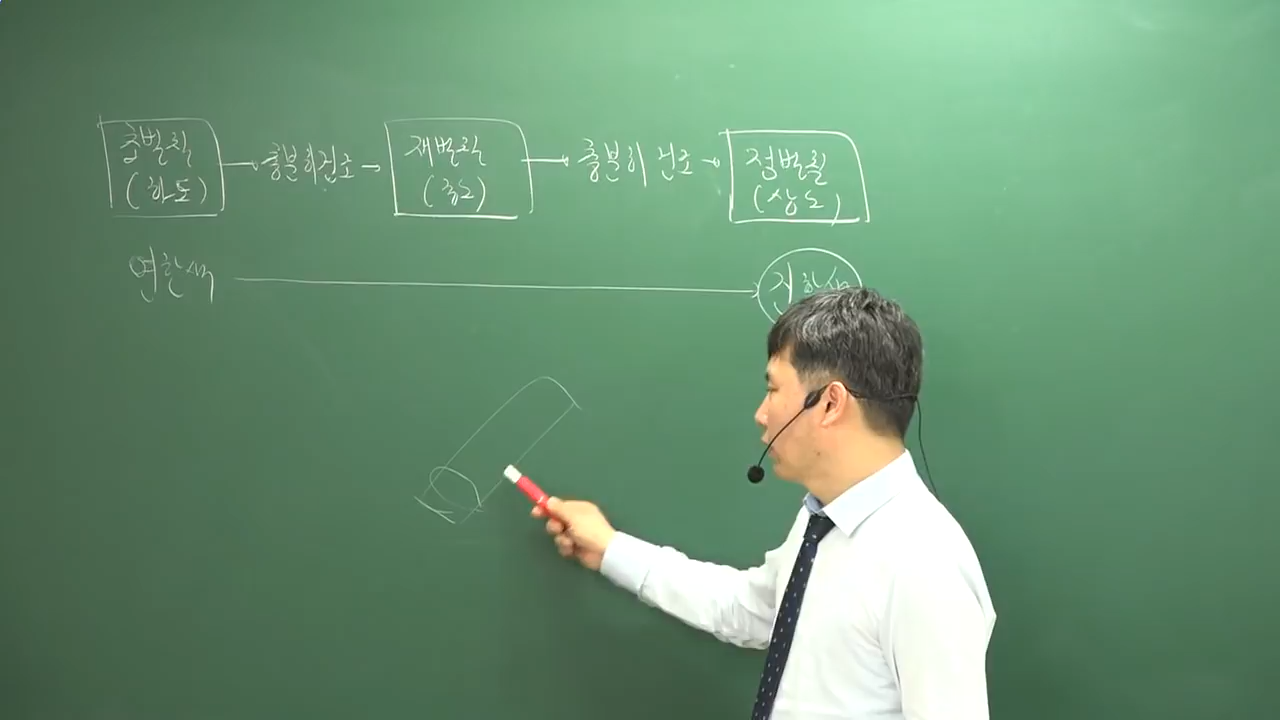 초벌칠 → 충분히 건조 → 재벌칠 → 충분히 건조 → 정벌칠
(하도) (중도) (상도)
연한색 → 진한색